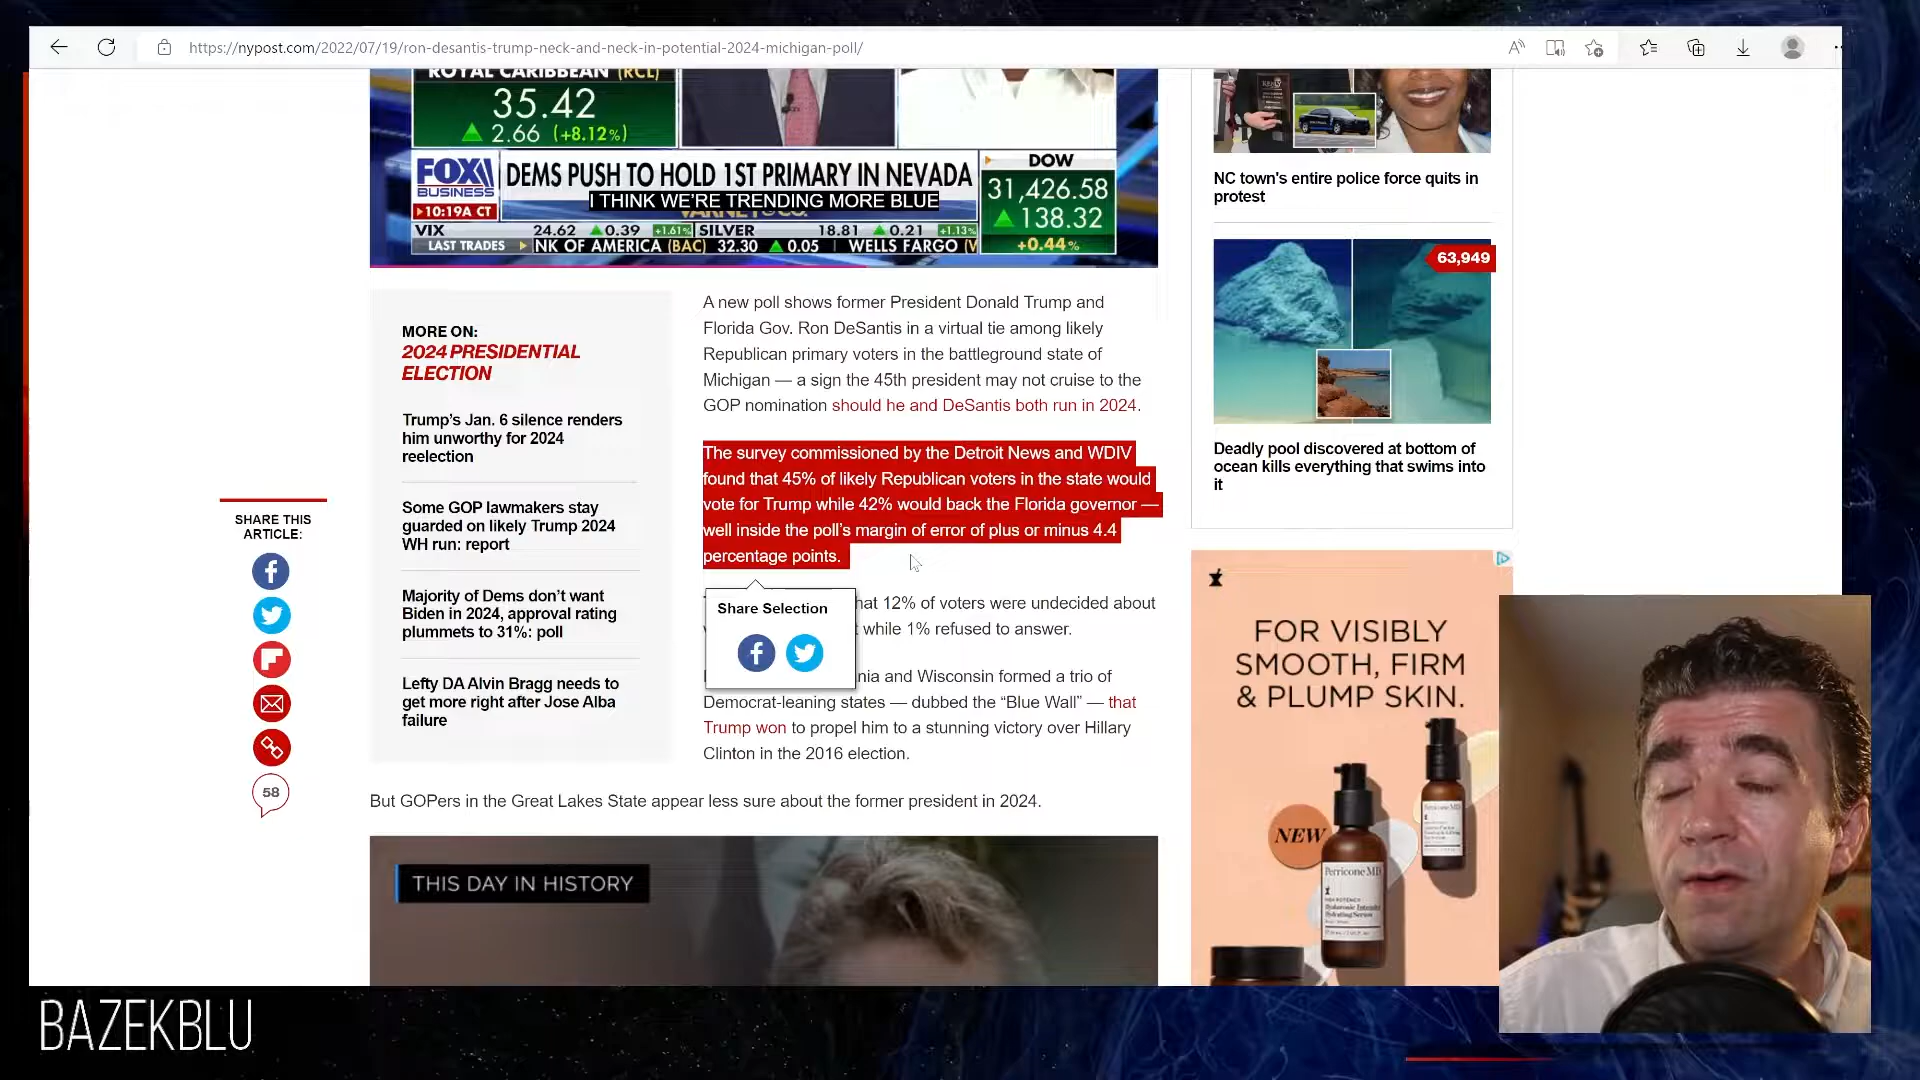 https://nypost.com/2022/07/19/ron-desantis-trump-neck-and-neck-in-potential-2024-michigan-poll/
ROYAL CARIBBEAN (RCL)
35.42
2.66 (+8.12%)
FOX
BUSINESS
10:19A CT
DEMS PUSH TO HOLD 1ST PRIMARY IN NEVADA
I THINK WE'RE TRENDING MORE BLUE
VARNEY & CO.
DOW
31,426.58
138.32
+0.44%
VIX 24.62 0.39 +1.61% SILVER 18.81 0.21 +1.13%
LAST TRADES NK OF AMERICA (BAC) 32.30 0.05 WELLS FARGO (V
MORE ON:
2024 PRESIDENTIAL
ELECTION
Trump's Jan. 6 silence renders
him unworthy for 2024
reelection
Some GOP lawmakers stay
guarded on likely Trump 2024
WH run: report
Majority of Dems don't want
Biden in 2024, approval rating
plummets to 31%: poll
Lefty DA Alvin Bragg needs to
get more right after Jose Alba
failure
SHARE THIS
ARTICLE:
58
A new poll shows former President Donald Trump and
Florida Gov. Ron DeSantis in a virtual tie among likely
Republican primary voters in the battleground state of
Michigan — a sign the 45th president may not cruise to the
GOP nomination should he and DeSantis both run in 2024.
The survey commissioned by the Detroit News and WDIV
found that 45% of likely Republican voters in the state would
vote for Trump while 42% would back the Florida governor —
well inside the poll's margin of error of plus or minus 4.4
percentage points.
Share Selection
hat 12% of voters were undecided about
t while 1% refused to answer.
nia and Wisconsin formed a trio of
Democrat-leaning states — dubbed the “Blue Wall” — that
Trump won to propel him to a stunning victory over Hillary
Clinton in the 2016 election.
But GOPers in the Great Lakes State appear less sure about the former president in 2024.
THIS DAY IN HISTORY
NC town's entire police force quits in
protest
63,949
Deadly pool discovered at bottom of
ocean kills everything that swims into
it
FOR VISIBLY
SMOOTH, FIRM
& PLUMP SKIN.
NEW
Perricone MD
Perricone MD
BAZEKBLU